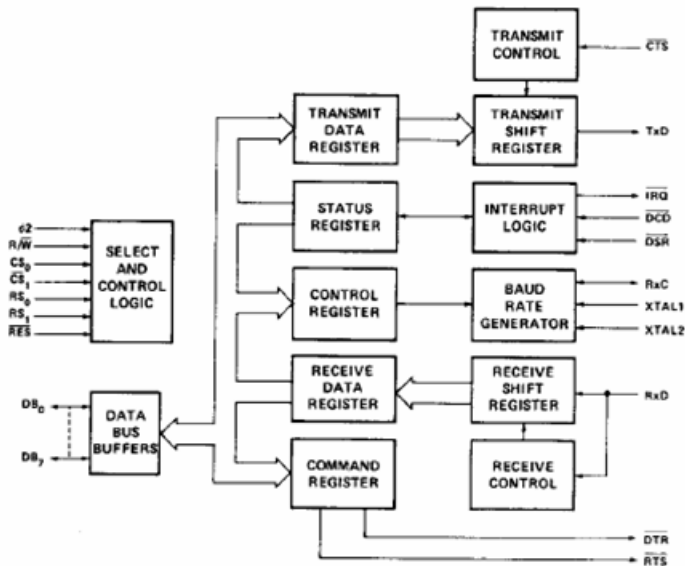 TRANSMIT
CONTROL
CTS
TRANSMIT
DATA
REGISTER
TRANSMIT
SHIFT
REGISTER
TxD
STATUS
REGISTER
INTERRUPT
LOGIC
IRQ
DCD
DSR
ϕ2
R/W
CS0
CS1
RS0
RS1
RES
SELECT
AND
CONTROL
LOGIC
CONTROL
REGISTER
BAUD
RATE
GENERATOR
RxC
XTAL1
XTAL2
RECEIVE
DATA
REGISTER
RECEIVE
SHIFT
REGISTER
RxD
DB0
DB7
DATA
BUS
BUFFERS
COMMAND
REGISTER
RECEIVE
CONTROL
DTR
RTS